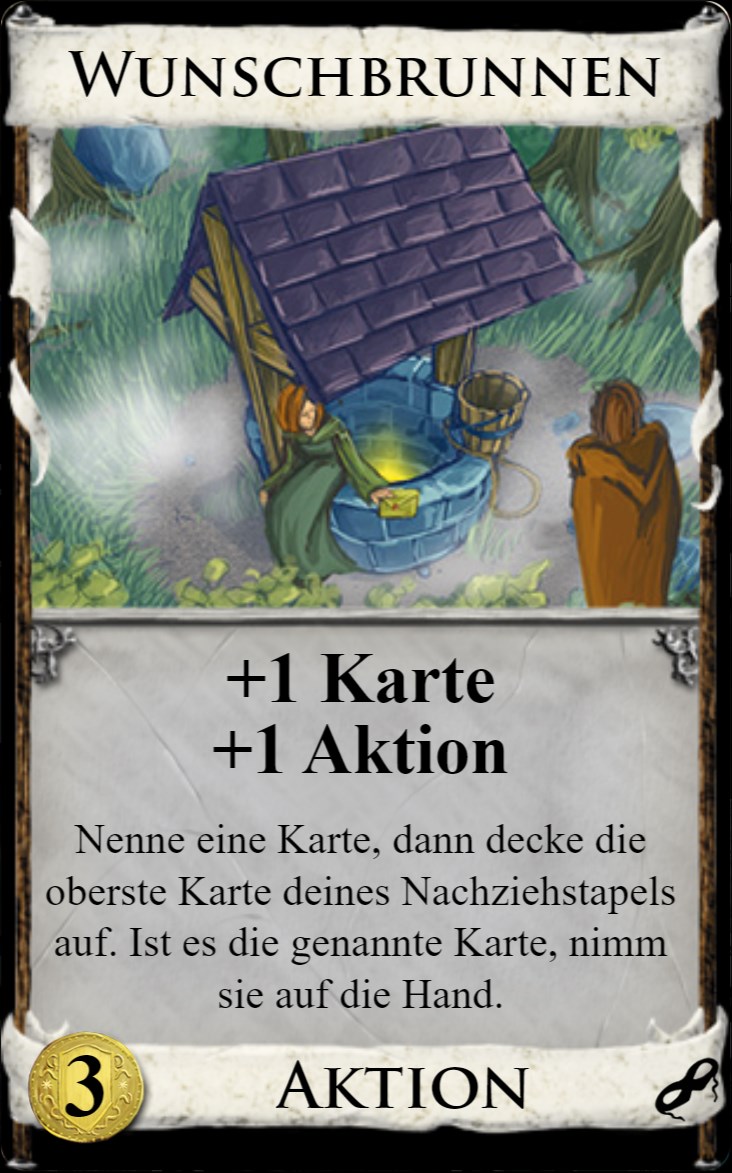 Wunschbrunnen
+1 Karte
+1 Aktion
Nenne eine Karte, dann decke die
oberste Karte deines Nachziehstapels
auf. Ist es die genannte Karte, nimm
sie auf die Hand.
3
Aktion